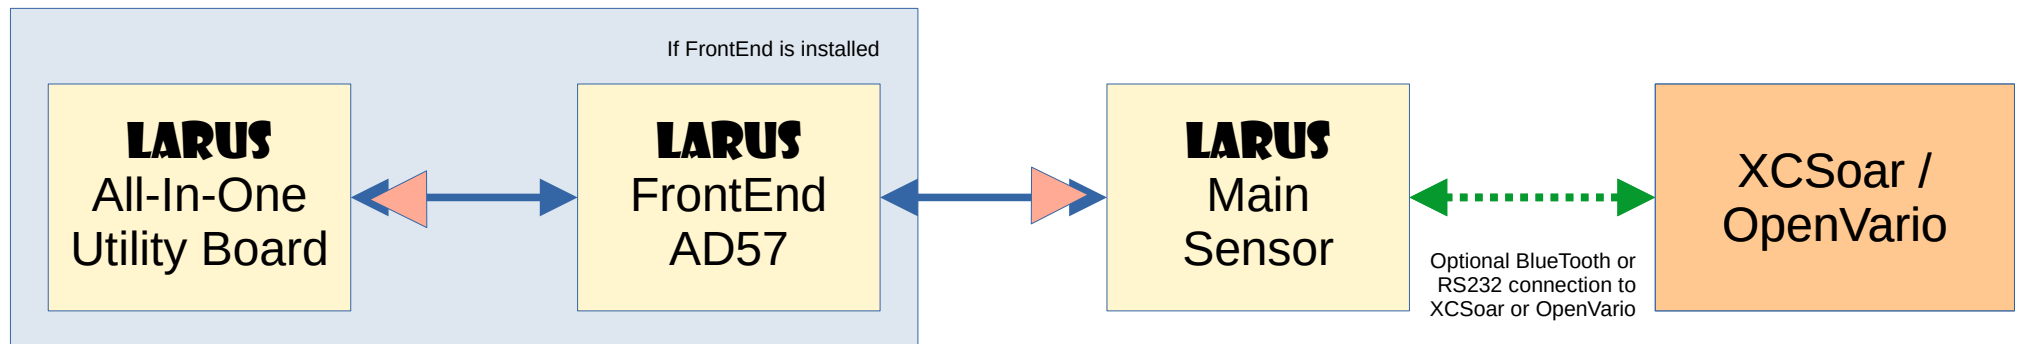 If FrontEnd is installed
LARUS
All-In-One
Utility Board
LARUS
FrontEnd
AD57
LARUS
Main
Sensor
Optional BlueTooth or
RS232 connection to
XCSoar or OpenVario
XCSoar /
OpenVario